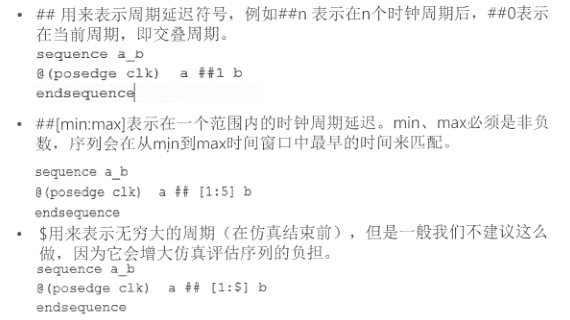 • ## 用来表示周期延迟符号，例如##n 表示在n个时钟周期后，##0表示
在当前周期，即交叠周期。
sequence a_b
@(posedge clk)  a ##1 b
endsequence
• ##[min:max]表示在一个范围内的时钟周期延迟。min、max必须是非负
数，序列会在从min到max时间窗口中最早的时间来匹配。
sequence a_b
@(posedge clk)  a ## [1:5] b
endsequence
• $用来表示无穷大的周期（在仿真结束前），但是一般我们不建议这么
做，因为它会增大仿真评估序列的负担。
sequence a_b
@(posedge clk)  a ## [1:$] b
endsequence